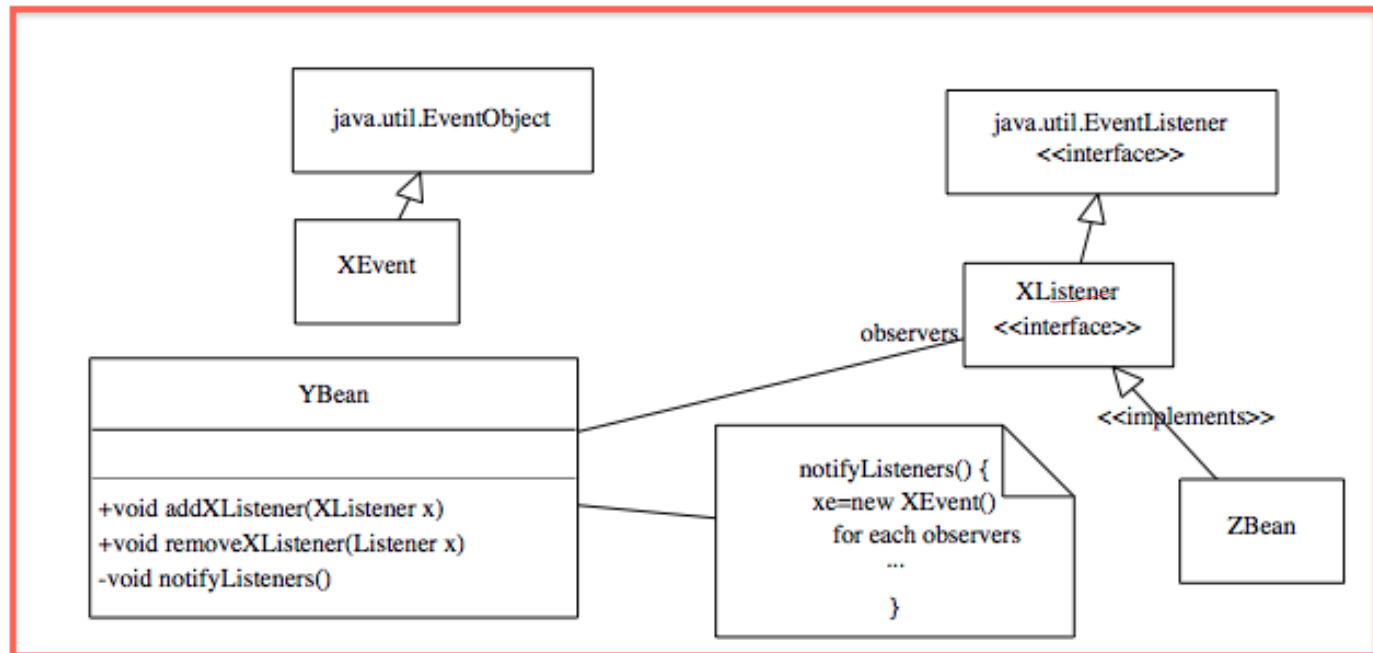 java.util.EventObject
java.util.EventListener
<<interface>>
XEvent
XListener
<<interface>>
observers
YBean
<<implements>>
+void addXListener(XListener x)
+void removeXListener(Listener x)
-void notifyListeners()
notifyListeners() {
xe=new XEvent()
for each observers
...
}
ZBean